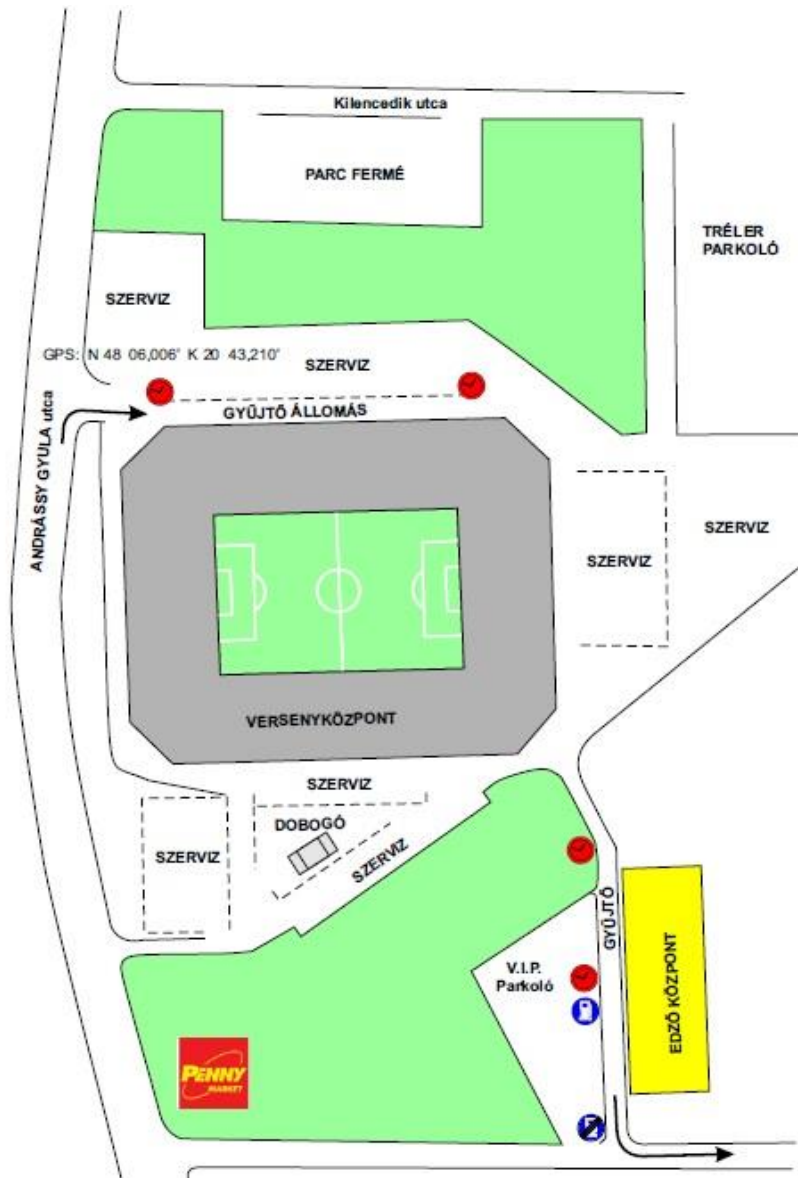 Kilencedik utca
PARC FERMÉ
TRÉLER
PARKOLÓ
SZERVIZ
GPS: N 48 06,006' K 20 43,210'
SZERVIZ
GYŰJTŐ ÁLLOMÁS
ANDRÁSSY GYULA utca
SZERVIZ
SZERVIZ
VERSENYKÖZPONT
SZERVIZ
DOBOGÓ
SZERVIZ
SZERVIZ
GYŰJTŐ
V.I.P.
Parkoló
EDZŐ KÖZPONT
PENNY
MARKET